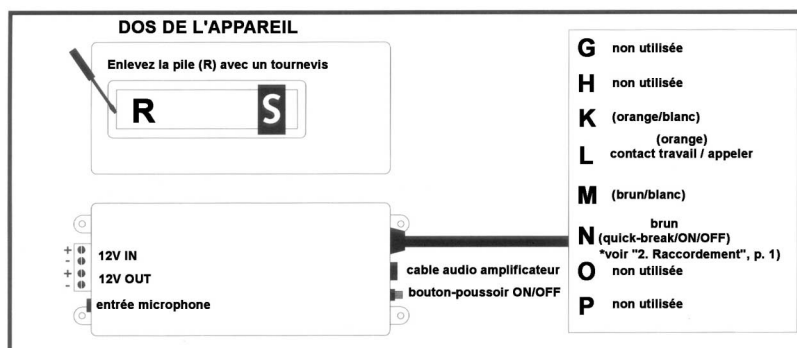 DOS DE L'APPAREIL
Enlevez la pile (R) avec un tournevis
R
S
+
-
+
-
12V IN
12V OUT
entrée microphone
cable audio amplificateur
bouton-poussoir ON/OFF
G non utilisée
H non utilisée
K (orange/blanc)
(orange)
L contact travail / appeler
M (brun/blanc)
brun
N (quick-break/ON/OFF)
*voir "2. Raccordement", p. 1)
O non utilisée
P non utilisée